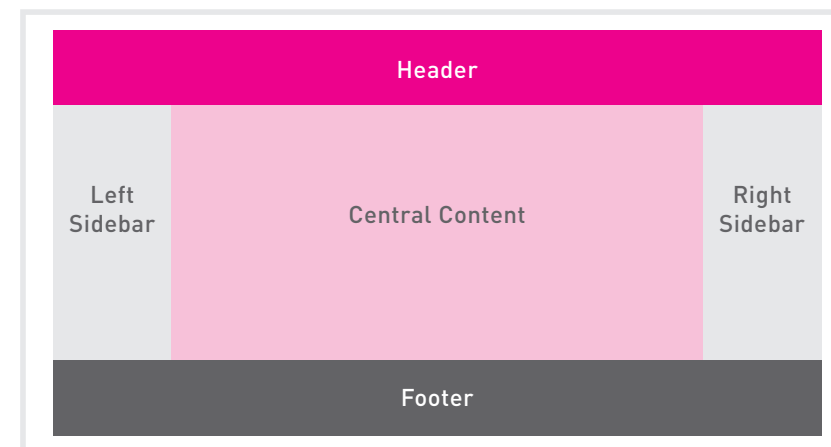 Header
Left
Sidebar
Central Content
Right
Sidebar
Footer